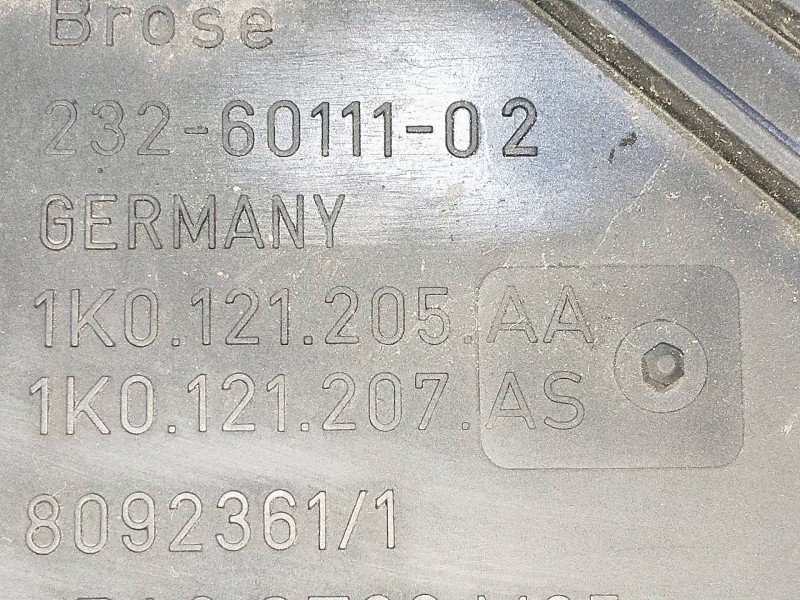 Brose
232-60111-02
GERMANY
1K0.121.205.AA
1K0.121.207.AS
8092361/1